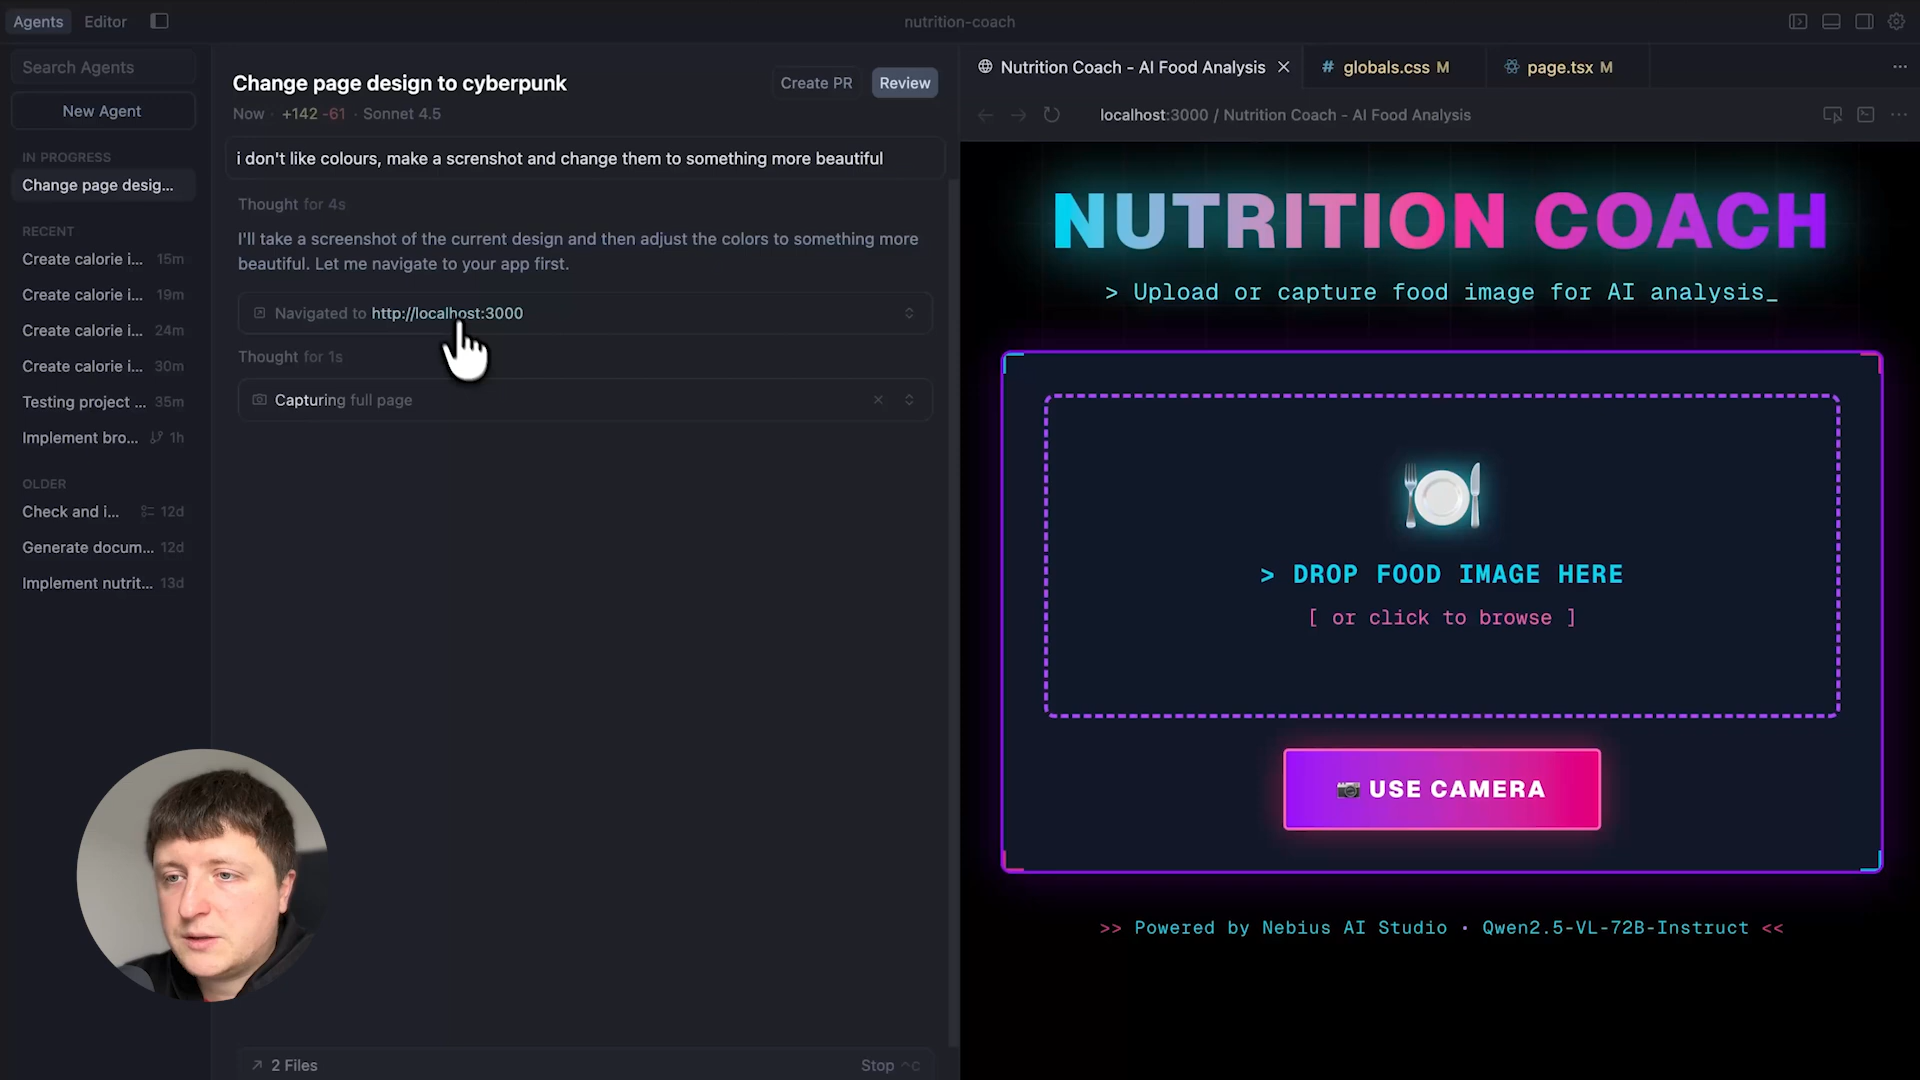 Agents Editor
nutrition-coach
Search Agents
New Agent
IN PROGRESS
Change page desig...
RECENT
Create calorie i... 15m
Create calorie i... 19m
Create calorie i... 24m
Create calorie i... 30m
Testing project ... 35m
Implement bro... 1h
OLDER
Check and i... 12d
Generate docum... 12d
Implement nutrit... 13d
Change page design to cyberpunk
Create PR
Review
Now · +142 -61 · Sonnet 4.5
i don't like colours, make a screnshot and change them to something more beautiful
Thought for 4s
I'll take a screenshot of the current design and then adjust the colors to something more
beautiful. Let me navigate to your app first.
Navigated to http://localhost:3000
Thought for 1s
Capturing full page
2 Files
Stop ^C
Nutrition Coach - AI Food Analysis
# globals.css M
page.tsx M
localhost:3000 / Nutrition Coach - AI Food Analysis
NUTRITION COACH
> Upload or capture food image for AI analysis_
> DROP FOOD IMAGE HERE
[ or click to browse ]
USE CAMERA
>> Powered by Nebius AI Studio • Qwen2.5-VL-72B-Instruct <<